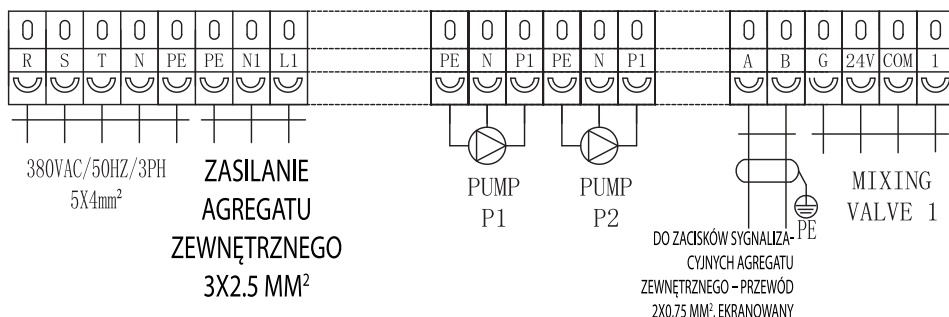 0 0 0 0 0 0 0 0 0 0 0 0 0 0 0 0 0 0 0 0
R S T N PE PE N1 L1 PE N P1 PE N P1 A B G 24V COM 1
380VAC/50HZ/3PH
5X4mm²
ZASILANIE
AGREGATU
ZEWNĘTRZNEGO
3X2.5 MM²
PUMP
P1
PUMP
P2
PE
DO ZACISKÓW SYGNALIZA-
CYJNYCH AGREGATU
ZEWNĘTRZNEGO – PRZEWÓD
2X0.75 MM², EKRANOWANY
MIXING
VALVE 1